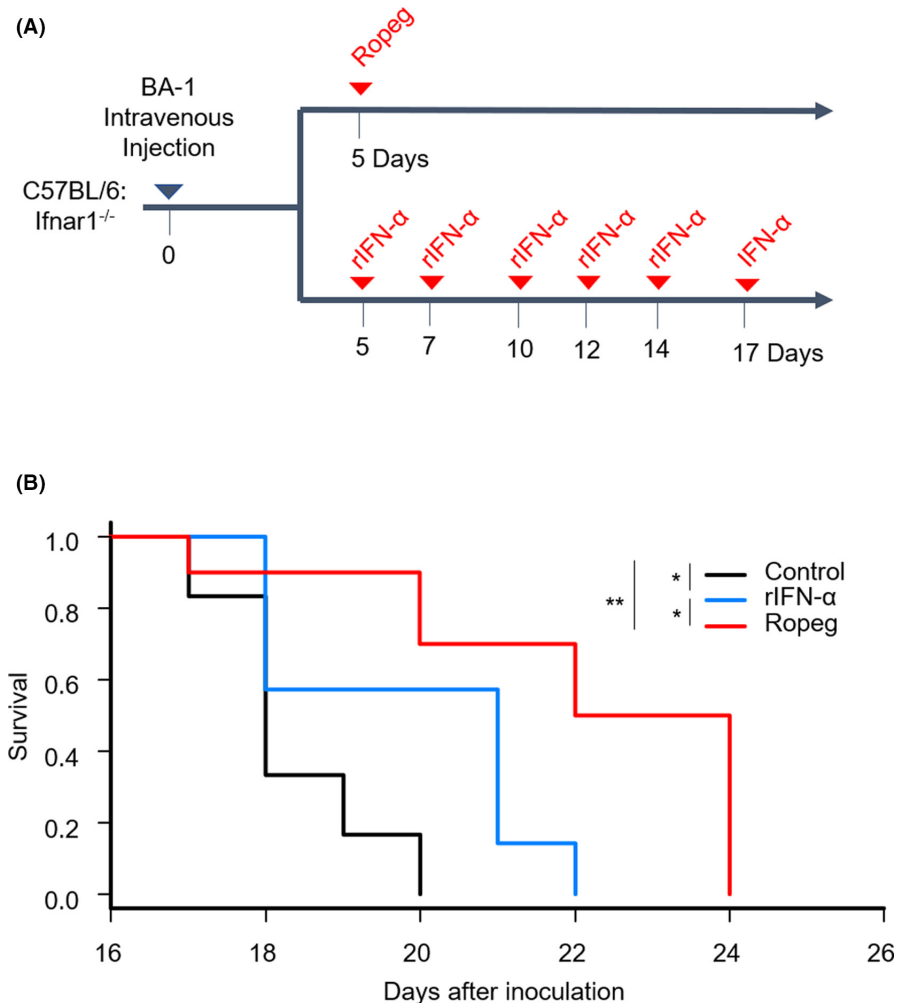 (A)
Ropeg
BA-1
Intravenous
Injection
5 Days
C57BL/6:
Ifnar1-/-
0
rIFN-α rIFN-α rIFN-α rIFN-α rIFN-α IFN-α
5 7 10 12 14 17 Days
(B)
1.0
0.8
0.6
0.4
0.2
0.0
Survival
* Control
** rIFN-α
* Ropeg
16 18 20 22 24 26
Days after inoculation